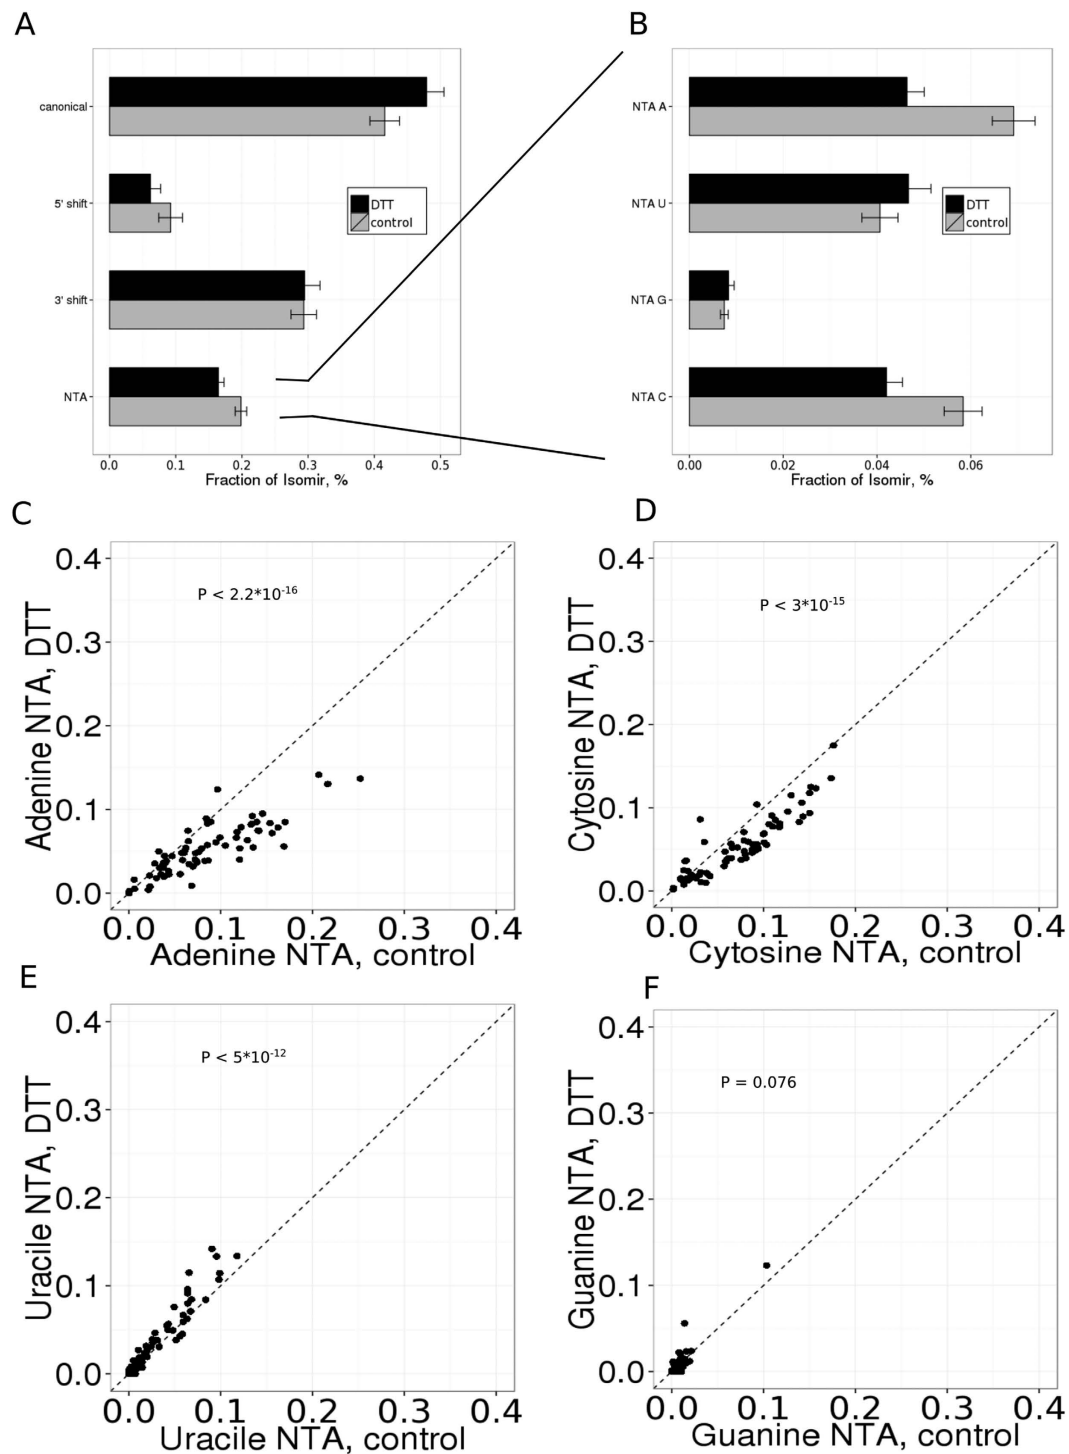 A
canonical
5' shift
3' shift
NTA
DTT
control
0.0 0.1 0.2 0.3 0.4 0.5
Fraction of Isomir, %
B
NTA A
NTA U
NTA G
NTA C
DTT
control
0.00 0.02 0.04 0.06
Fraction of Isomir, %
C
Adenine NTA, DTT
0.4
0.3
0.2
0.1
0.0
P < 2.2*10-16
0.0 0.1 0.2 0.3 0.4
Adenine NTA, control
D
Cytosine NTA, DTT
0.4
0.3
0.2
0.1
0.0
P < 3*10-15
0.0 0.1 0.2 0.3 0.4
Cytosine NTA, control
E
Uracile NTA, DTT
0.4
0.3
0.2
0.1
0.0
P < 5*10-12
0.0 0.1 0.2 0.3 0.4
Uracile NTA, control
F
Guanine NTA, DTT
0.4
0.3
0.2
0.1
0.0
P = 0.076
0.0 0.1 0.2 0.3 0.4
Guanine NTA, control